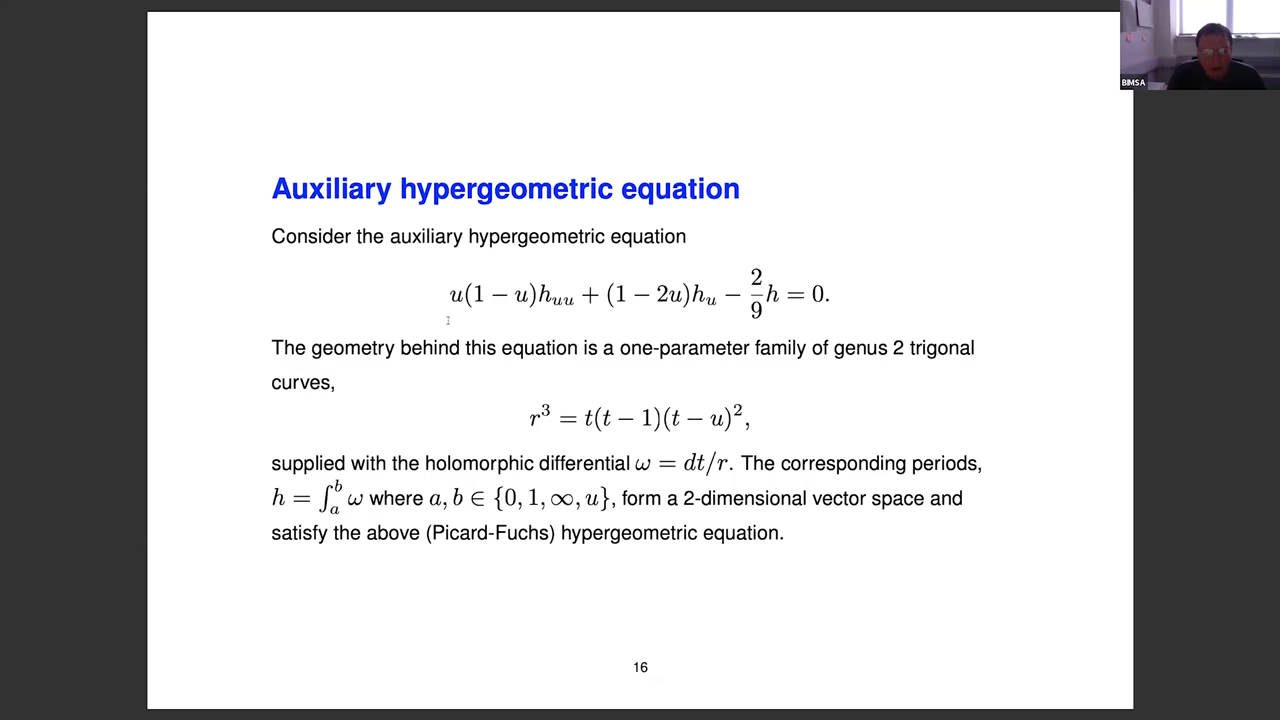 BIMSA
Auxiliary hypergeometric equation
Consider the auxiliary hypergeometric equation
u(1 − u)h_{uu} + (1 − 2u)h_u − \frac{2}{9}h = 0.
The geometry behind this equation is a one-parameter family of genus 2 trigonal
curves,
r^3 = t(t − 1)(t − u)^2,
supplied with the holomorphic differential ω = dt/r. The corresponding periods,
h = \int_a^b ω where a, b ∈ {0, 1, ∞, u}, form a 2-dimensional vector space and
satisfy the above (Picard-Fuchs) hypergeometric equation.
16